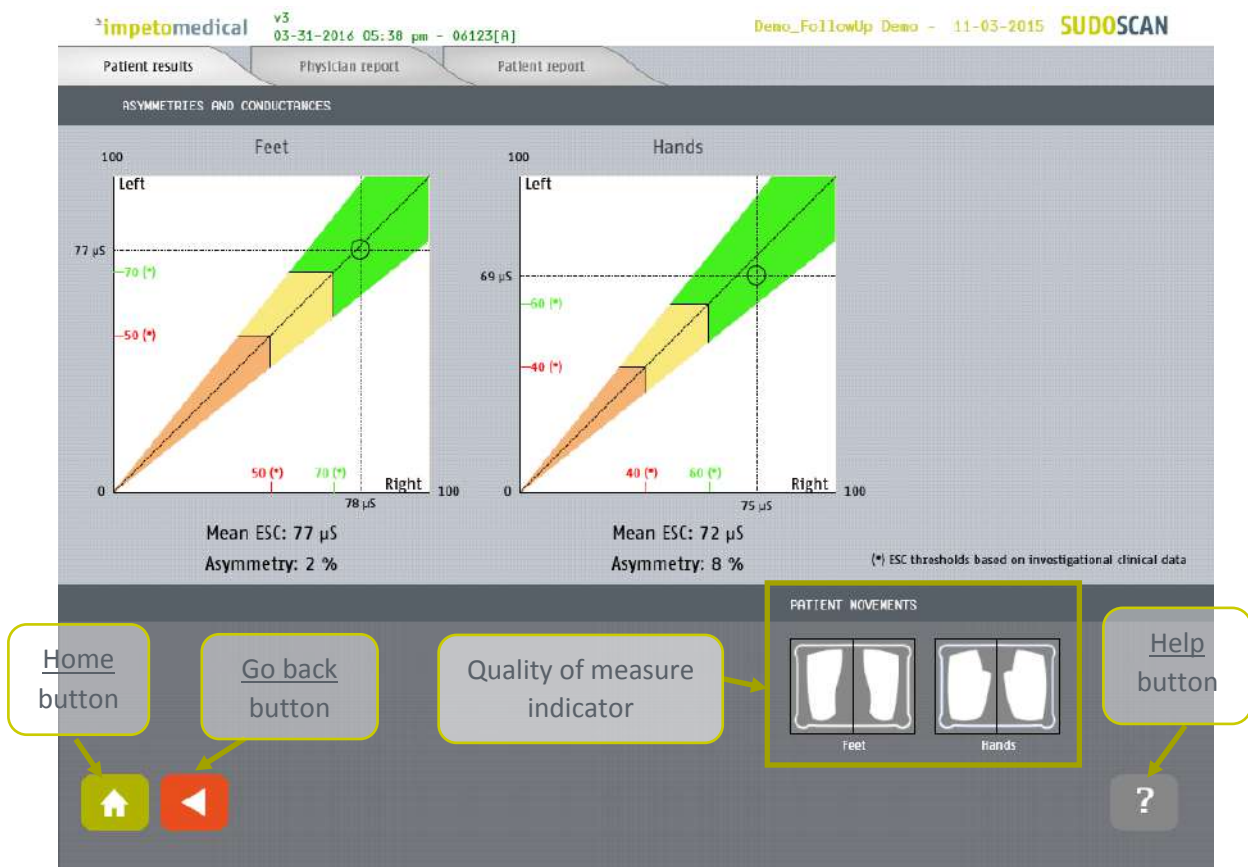 impetomedical
v3
03-31-2016 05:38 pm - 06123[A]
Demo_FollowUp Demo - 11-03-2015
SUDOSCAN
Patient results
Physician report
Patient report
ASYMMETRIES AND CONDUCTANCES
Feet
100
Left
77 µS
70 (*)
50 (*)
50 (*)
70 (*)
Right
0
100
78 µS
Mean ESC: 77 µS
Asymmetry: 2 %
Hands
100
Left
69 µS
60 (*)
40 (*)
40 (*)
60 (*)
Right
0
100
75 µS
Mean ESC: 72 µS
Asymmetry: 8 %
(*) ESC thresholds based on investigational clinical data
PATIENT MOVEMENTS
Feet
Hands
Home
button
Go back
button
Quality of measure
indicator
Help
button
?